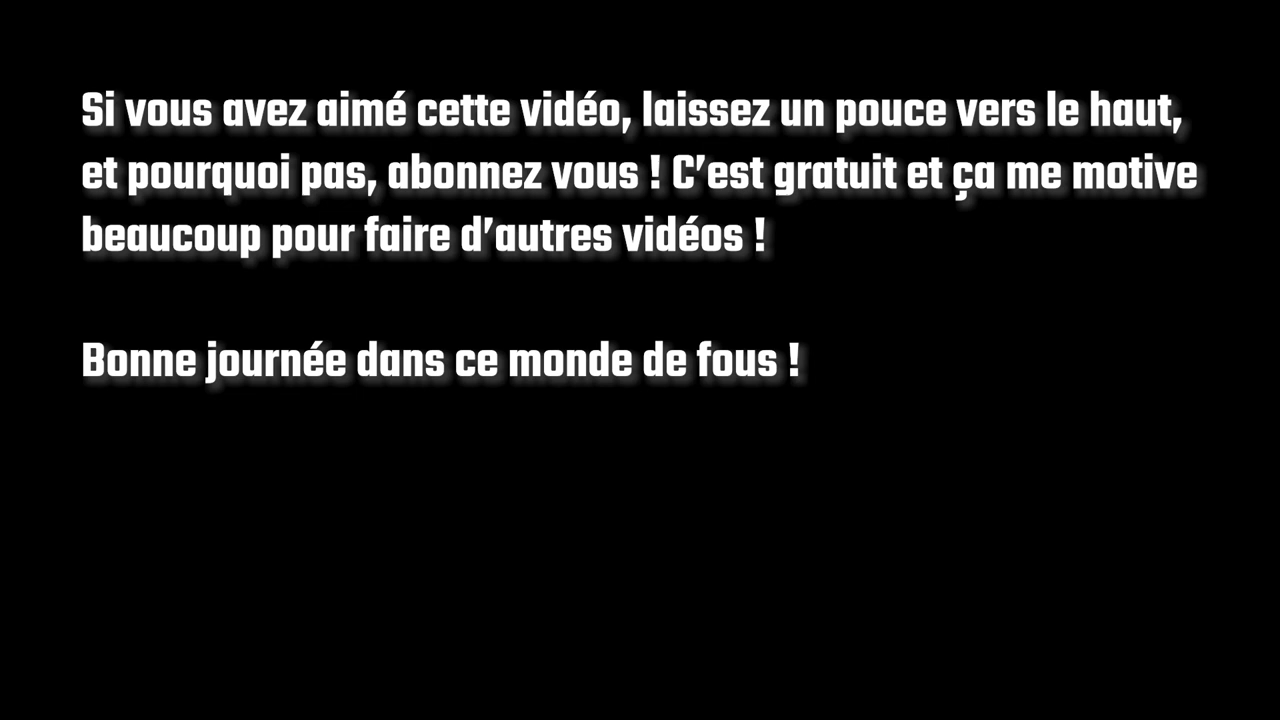 Si vous avez aimé cette vidéo, laissez un pouce vers le haut,
et pourquoi pas, abonnez vous ! C’est gratuit et ça me motive
beaucoup pour faire d’autres vidéos !
Bonne journée dans ce monde de fous !